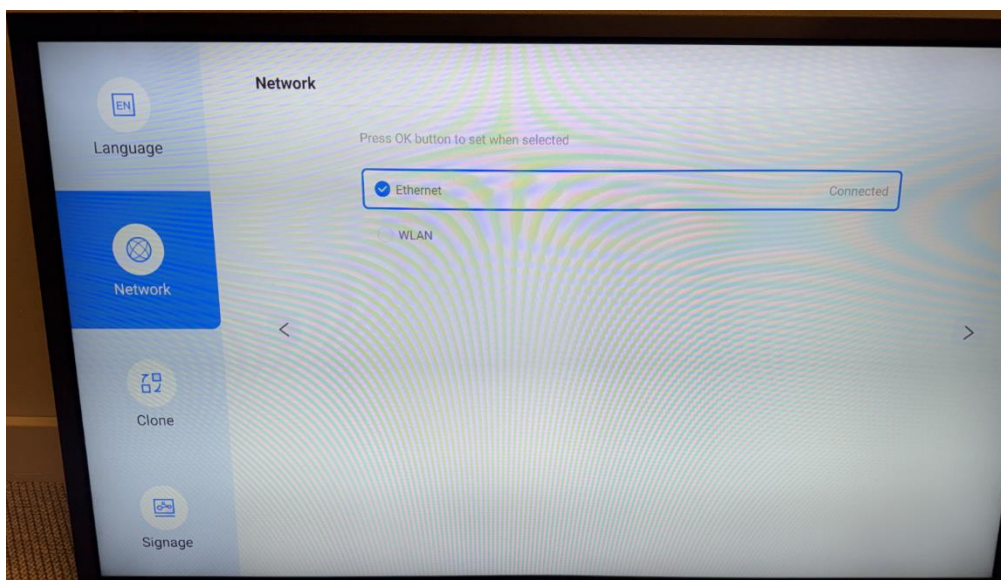 EN
Language
Network
Clone
Signage
Network
Press OK button to set when selected
Ethernet Connected
WLAN